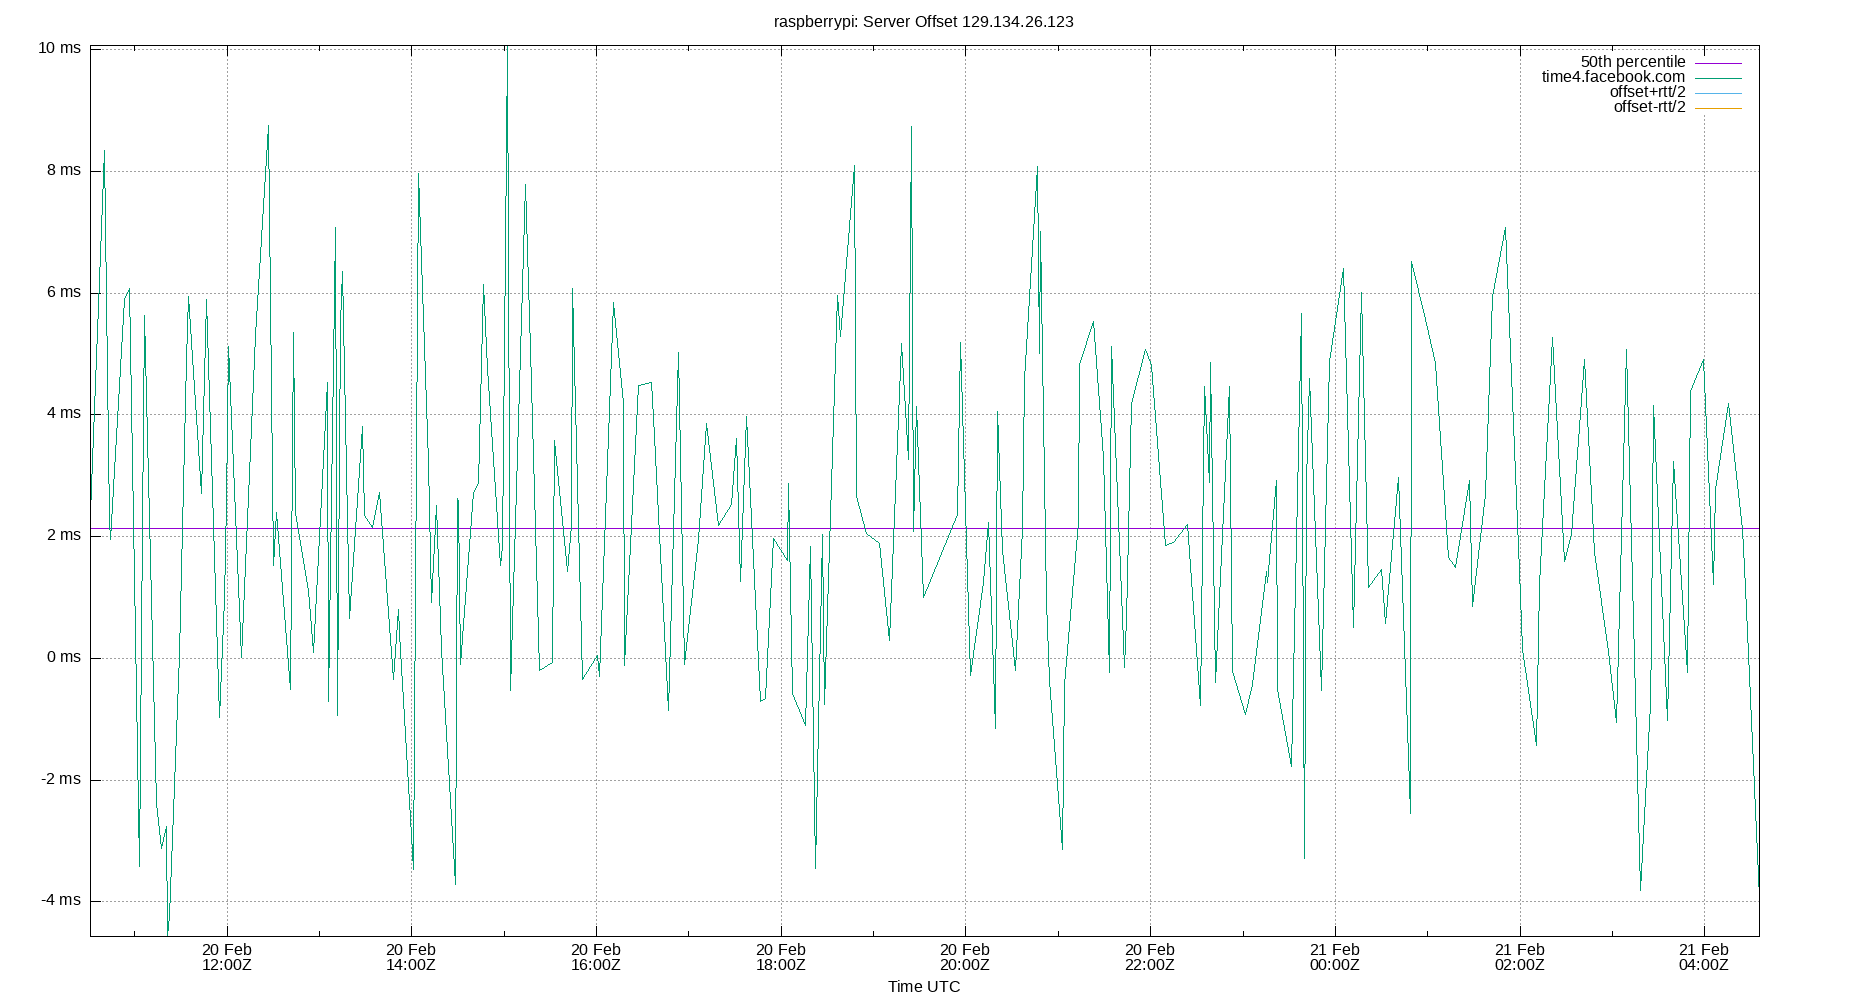 raspberrypi: Server Offset 129.134.26.123
10 ms
8 ms
6 ms
4 ms
2 ms
0 ms
-2 ms
-4 ms
50th percentile
time4.facebook.com
offset+rtt/2
offset-rtt/2
20 Feb 20 Feb 20 Feb 20 Feb 20 Feb 20 Feb 21 Feb 21 Feb 21 Feb
12:00Z 14:00Z 16:00Z 18:00Z 20:00Z 22:00Z 00:00Z 02:00Z 04:00Z
Time UTC